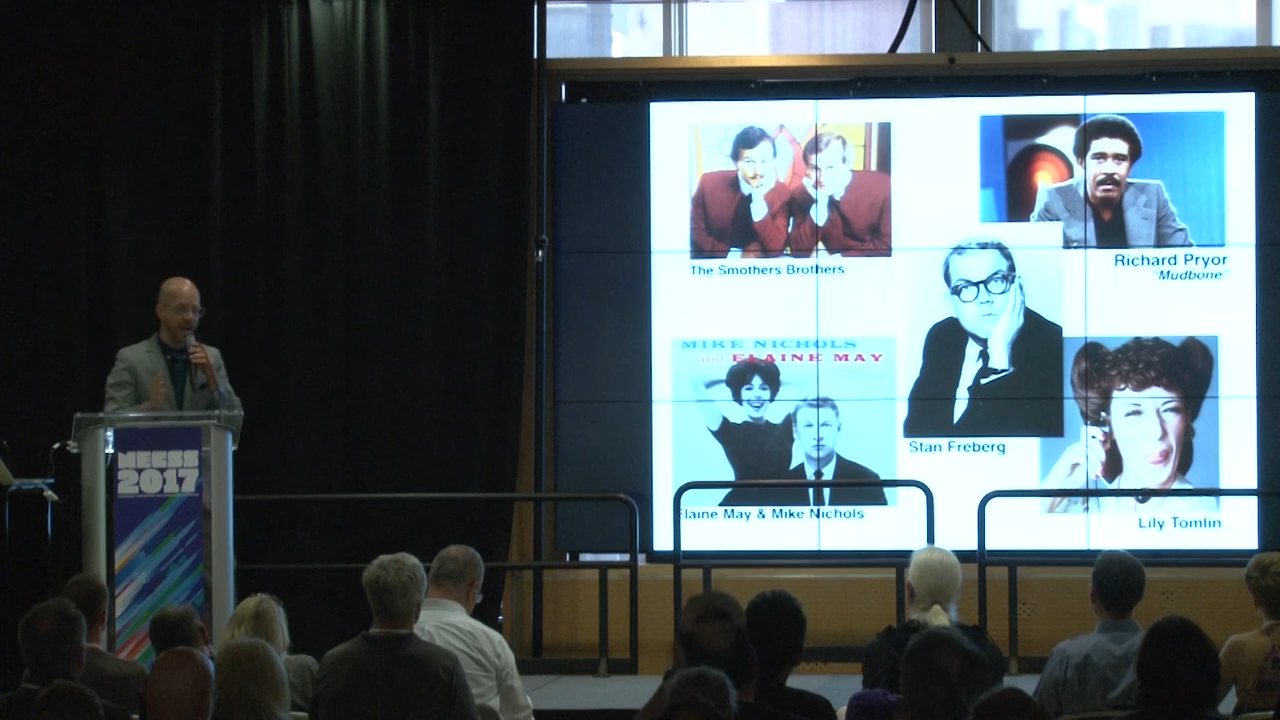 The Smothers Brothers
Richard Pryor
"Mudbone"
MIKE NICHOLS
and ELAINE MAY
Stan Freberg
Elaine May & Mike Nichols
Lily Tomlin
NECSS
2017